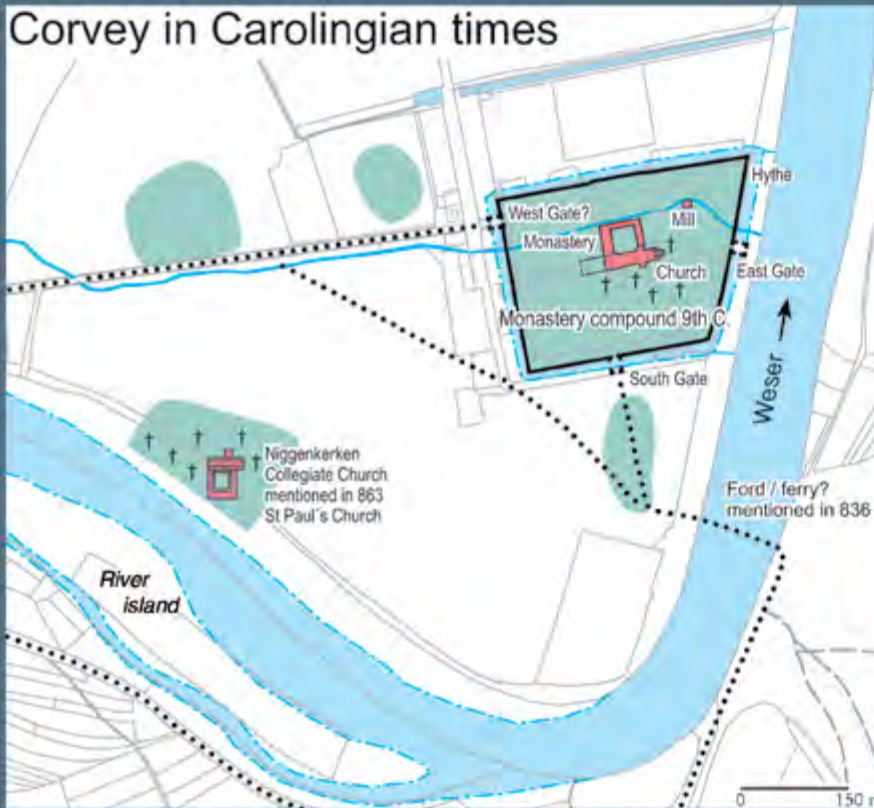 Corvey in Carolingian times
Hythe
West Gate?
Mill
Monastery
Church
East Gate
Monastery compound 9th C.
South Gate
Weser
Niggenkerken
Collegiate Church
mentioned in 863
St Paul´s Church
Ford / ferry?
mentioned in 836
River
island
0
150